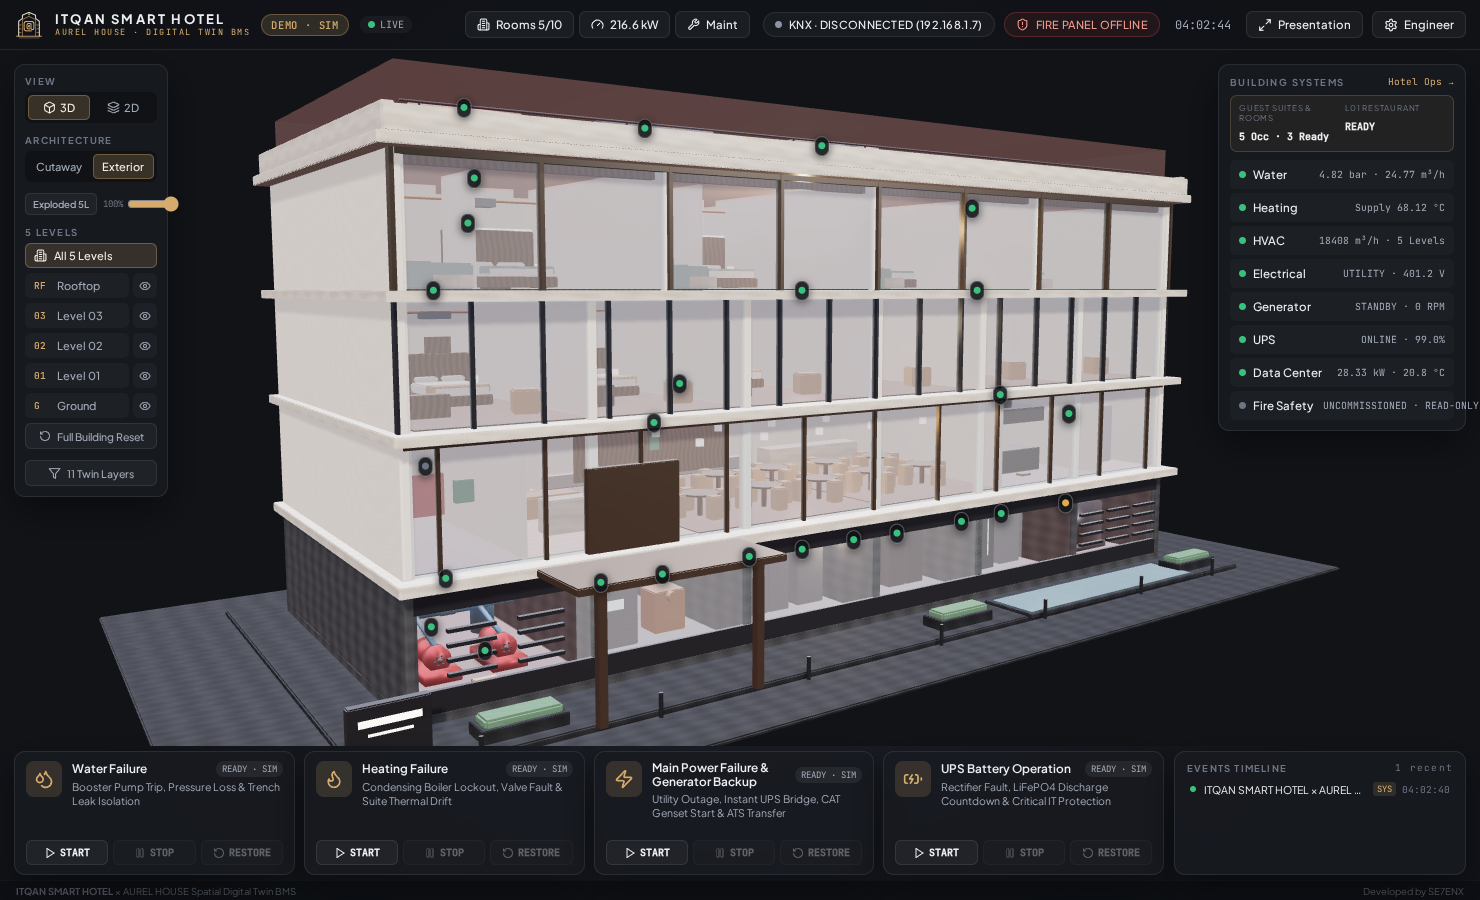 ITQAN SMART HOTEL
AUREL HOUSE · DIGITAL TWIN BMS
DEMO · SIM
LIVE
Rooms 5/10
216.6 kW
Maint
KNX · DISCONNECTED (192.168.1.7)
FIRE PANEL OFFLINE
04:02:44
Presentation
Engineer
VIEW
3D
2D
ARCHITECTURE
Cutaway
Exterior
Exploded 5L
100%
5 LEVELS
All 5 Levels
RF Rooftop
03 Level 03
02 Level 02
01 Level 01
G Ground
Full Building Reset
11 Twin Layers
BUILDING SYSTEMS
Hotel Ops →
GUEST SUITES &
ROOMS
5 Occ · 3 Ready
L01 RESTAURANT
READY
Water 4.82 bar · 24.77 m³/h
Heating Supply 68.12 °C
HVAC 18408 m³/h · 5 Levels
Electrical UTILITY · 401.2 V
Generator STANDBY · 0 RPM
UPS ONLINE · 99.0%
Data Center 28.33 kW · 20.8 °C
Fire Safety UNCOMMISSIONED · READ-ONLY
Water Failure
READY · SIM
Booster Pump Trip, Pressure Loss & Trench
Leak Isolation
START
STOP
RESTORE
Heating Failure
READY · SIM
Condensing Boiler Lockout, Valve Fault &
Suite Thermal Drift
START
STOP
RESTORE
Main Power Failure &
Generator Backup
READY · SIM
Utility Outage, Instant UPS Bridge, CAT
Genset Start & ATS Transfer
START
STOP
RESTORE
UPS Battery Operation
READY · SIM
Rectifier Fault, LiFePO4 Discharge
Countdown & Critical IT Protection
START
STOP
RESTORE
EVENTS TIMELINE
1 recent
ITQAN SMART HOTEL × AUREL ...
SYS
04:02:40
ITQAN SMART HOTEL × AUREL HOUSE Spatial Digital Twin BMS
Developed by SE7ENX